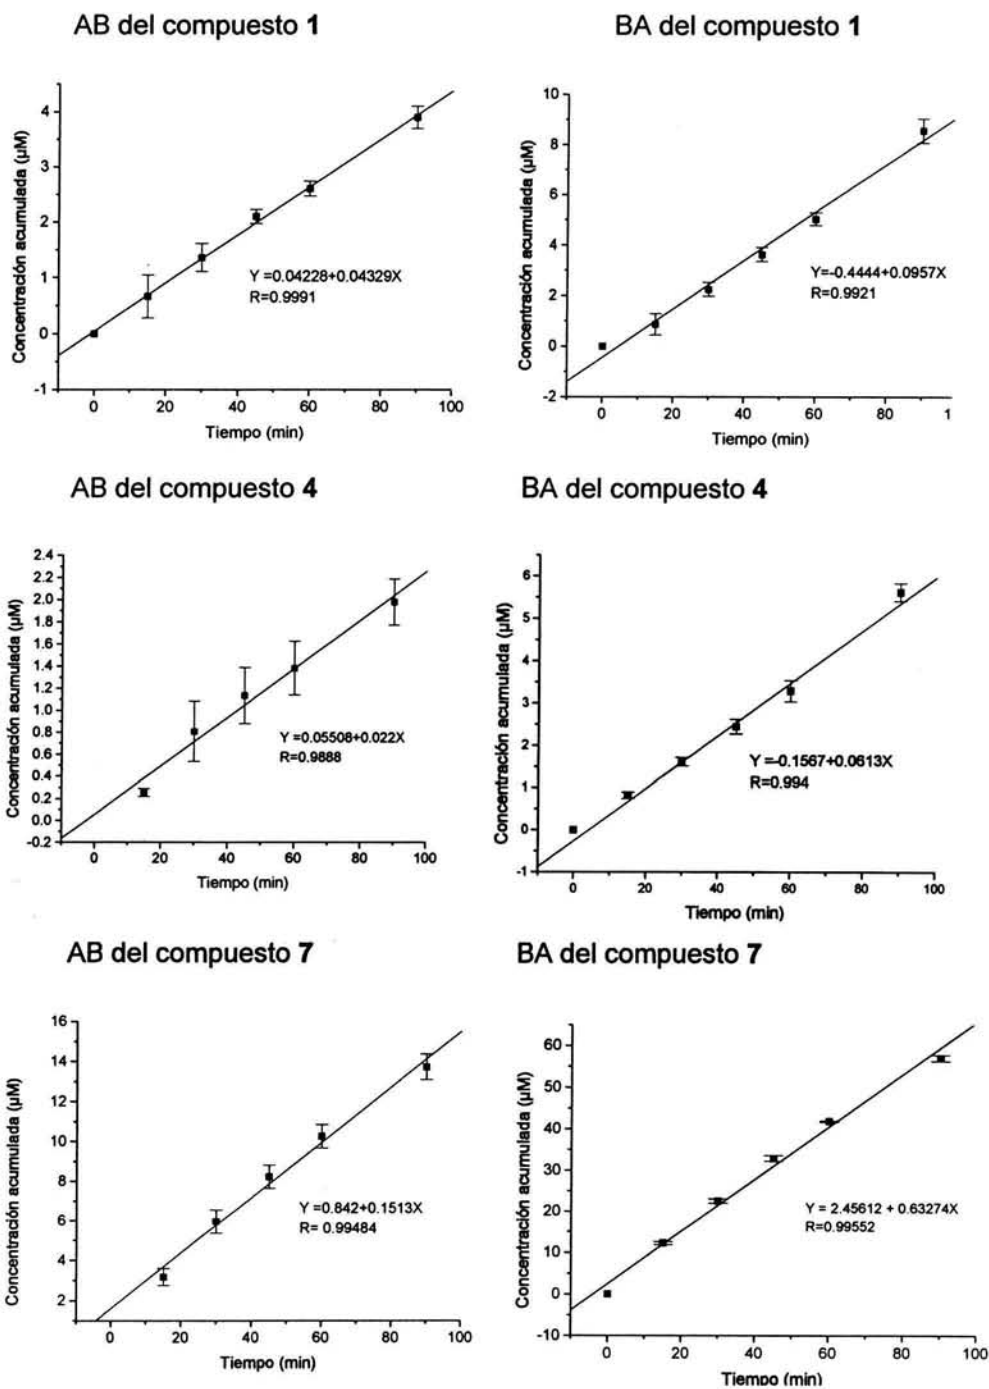 AB del compuesto 1
BA del compuesto 1
Concentración acumulada (µM)
4
3
2
1
0
-1
0 20 40 60 80 100
Tiempo (min)
Y =0.04228+0.04329X
R=0.9991
Concentración acumulada (µM)
10
8
6
4
2
0
-2
0 20 40 60 80 1
Tiempo (min)
Y=-0.4444+0.0957X
R=0.9921
AB del compuesto 4
BA del compuesto 4
Concentración acumulada (µM)
2.4
2.2
2.0
1.8
1.6
1.4
1.2
1.0
0.8
0.6
0.4
0.2
0.0
-0.2
0 20 40 60 80 100
Tiempo (min)
Y =0.05508+0.022X
R=0.9888
Concentración acumulada (µM)
6
5
4
3
2
1
0
-1
0 20 40 60 80 100
Tiempo (min)
Y =-0.1567+0.0613X
R=0.994
AB del compuesto 7
BA del compuesto 7
Concentración acumulada (µM)
16
14
12
10
8
6
4
2
0 20 40 60 80 100
Tiempo (min)
Y=0.842+0.1513X
R= 0.99484
Concentración acumulada (µM)
60
50
40
30
20
10
0
-10
0 20 40 60 80 100
Tiempo (min)
Y = 2.45612 + 0.63274X
R=0.99552